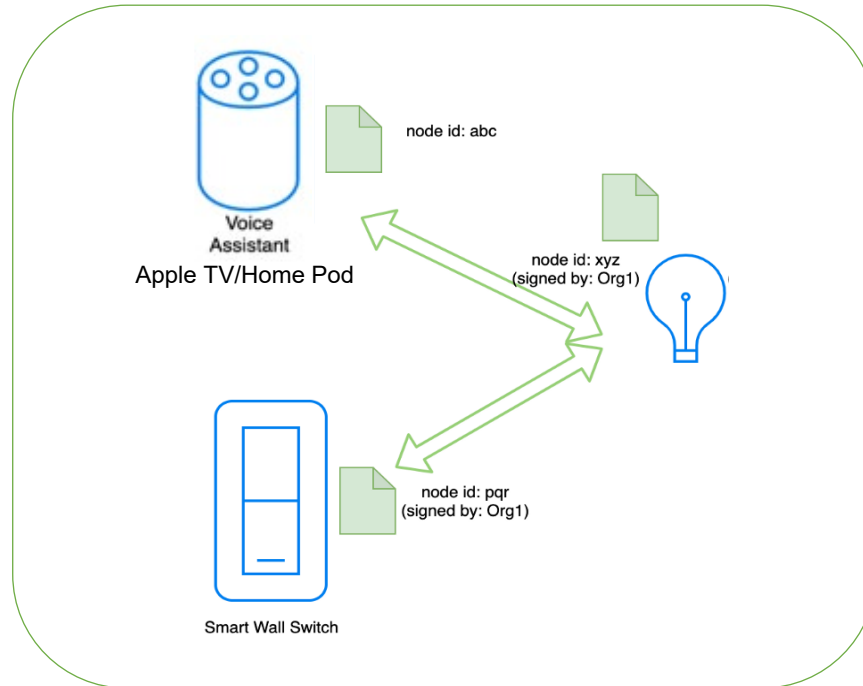 node id: abc
Voice
Assistant
Apple TV/Home Pod
node id: xyz
(signed by: Org1)
node id: pqr
(signed by: Org1)
Smart Wall Switch